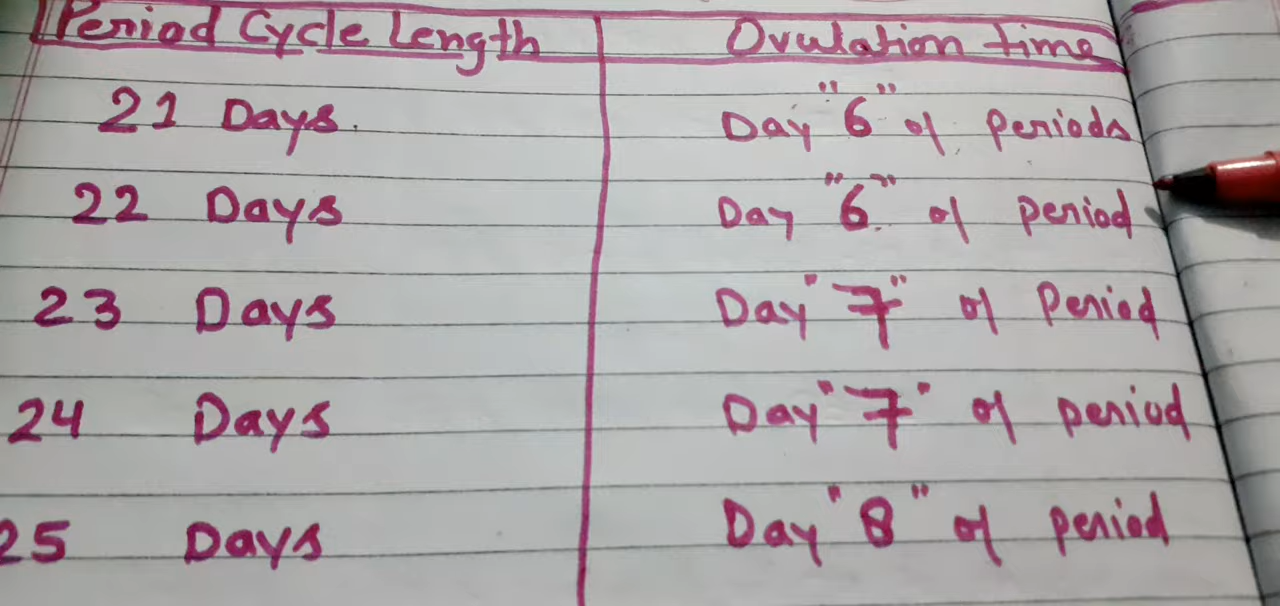 Period Cycle Length Ovulation time
21 Days. Day "6" of periods
22 Days Day "6" of period
23 Days Day "7" of Period
24 Days Day "7" of period
25 Days Day "8" of period